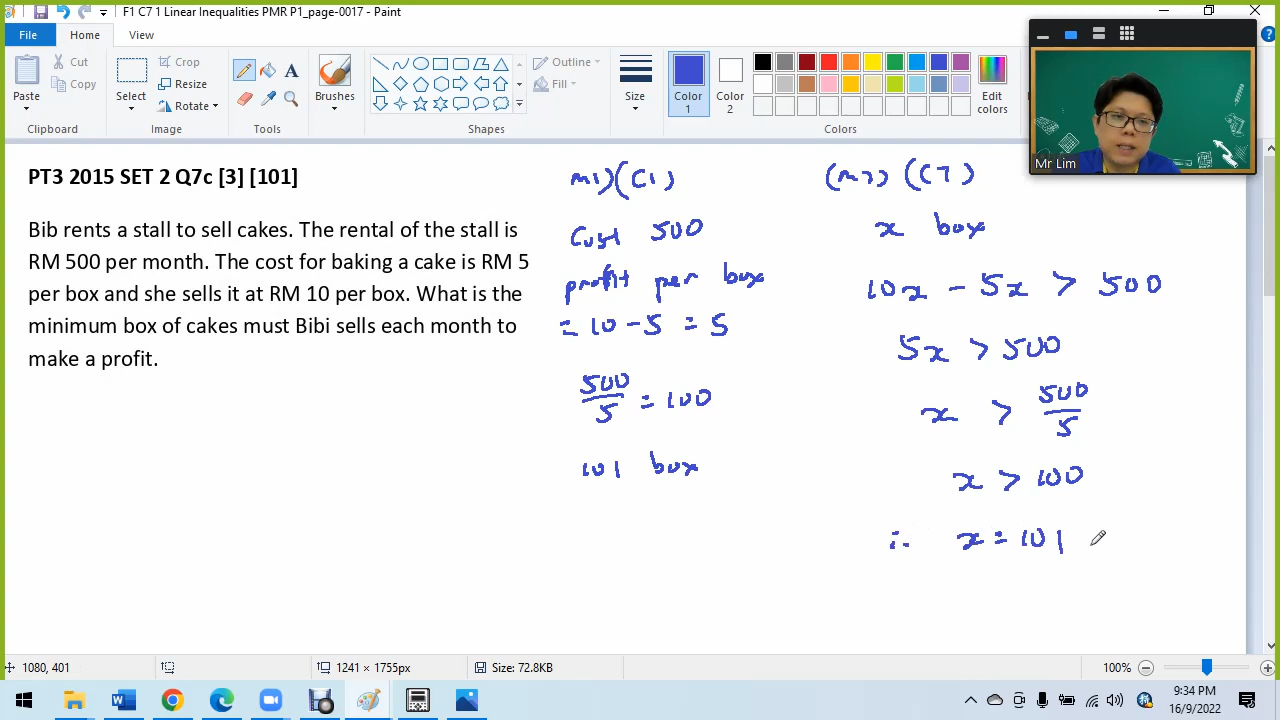 F1 C7 1 Linear Inequalities PMR P1_page-0017 - Paint
File Home View
Paste
Cut
Copy
Clipboard
Select
Crop
Resize
Rotate
Image
A
Tools
Brushes
Outline
Fill
Shapes
Size
Color 1
Color 2
Edit colors
Colors
Mr Lim
PT3 2015 SET 2 Q7c [3] [101]
Bib rents a stall to sell cakes. The rental of the stall is
RM 500 per month. The cost for baking a cake is RM 5
per box and she sells it at RM 10 per box. What is the
minimum box of cakes must Bibi sells each month to
make a profit.
M1)(C1)
Cost 500
profit per box
= 10 - 5 = 5
500
5
= 100
101 box
(M7) (C7)
x box
10x - 5x > 500
5x > 500
x > 500
5
x > 100
∴ x = 101
1080, 401
1241 × 1755px
Size: 72.8KB
100%
9:34 PM
16/9/2022